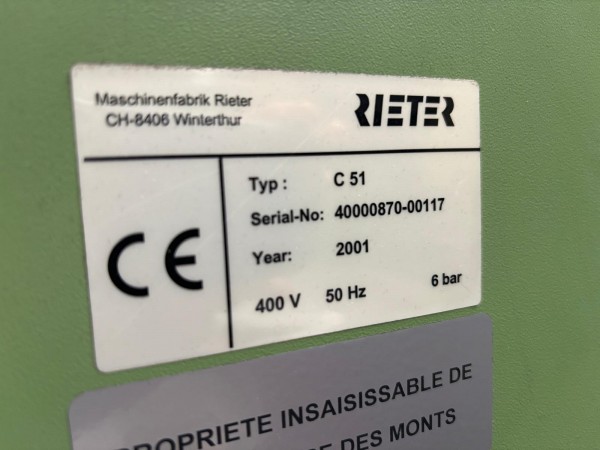 Maschinenfabrik Rieter
CH-8406 Winterthur
RIETER
CE
Typ : C 51
Serial-No: 40000870-00117
Year: 2001
400 V 50 Hz 6 bar
PROPRIETE INSAISISSABLE DE
DES MONTS